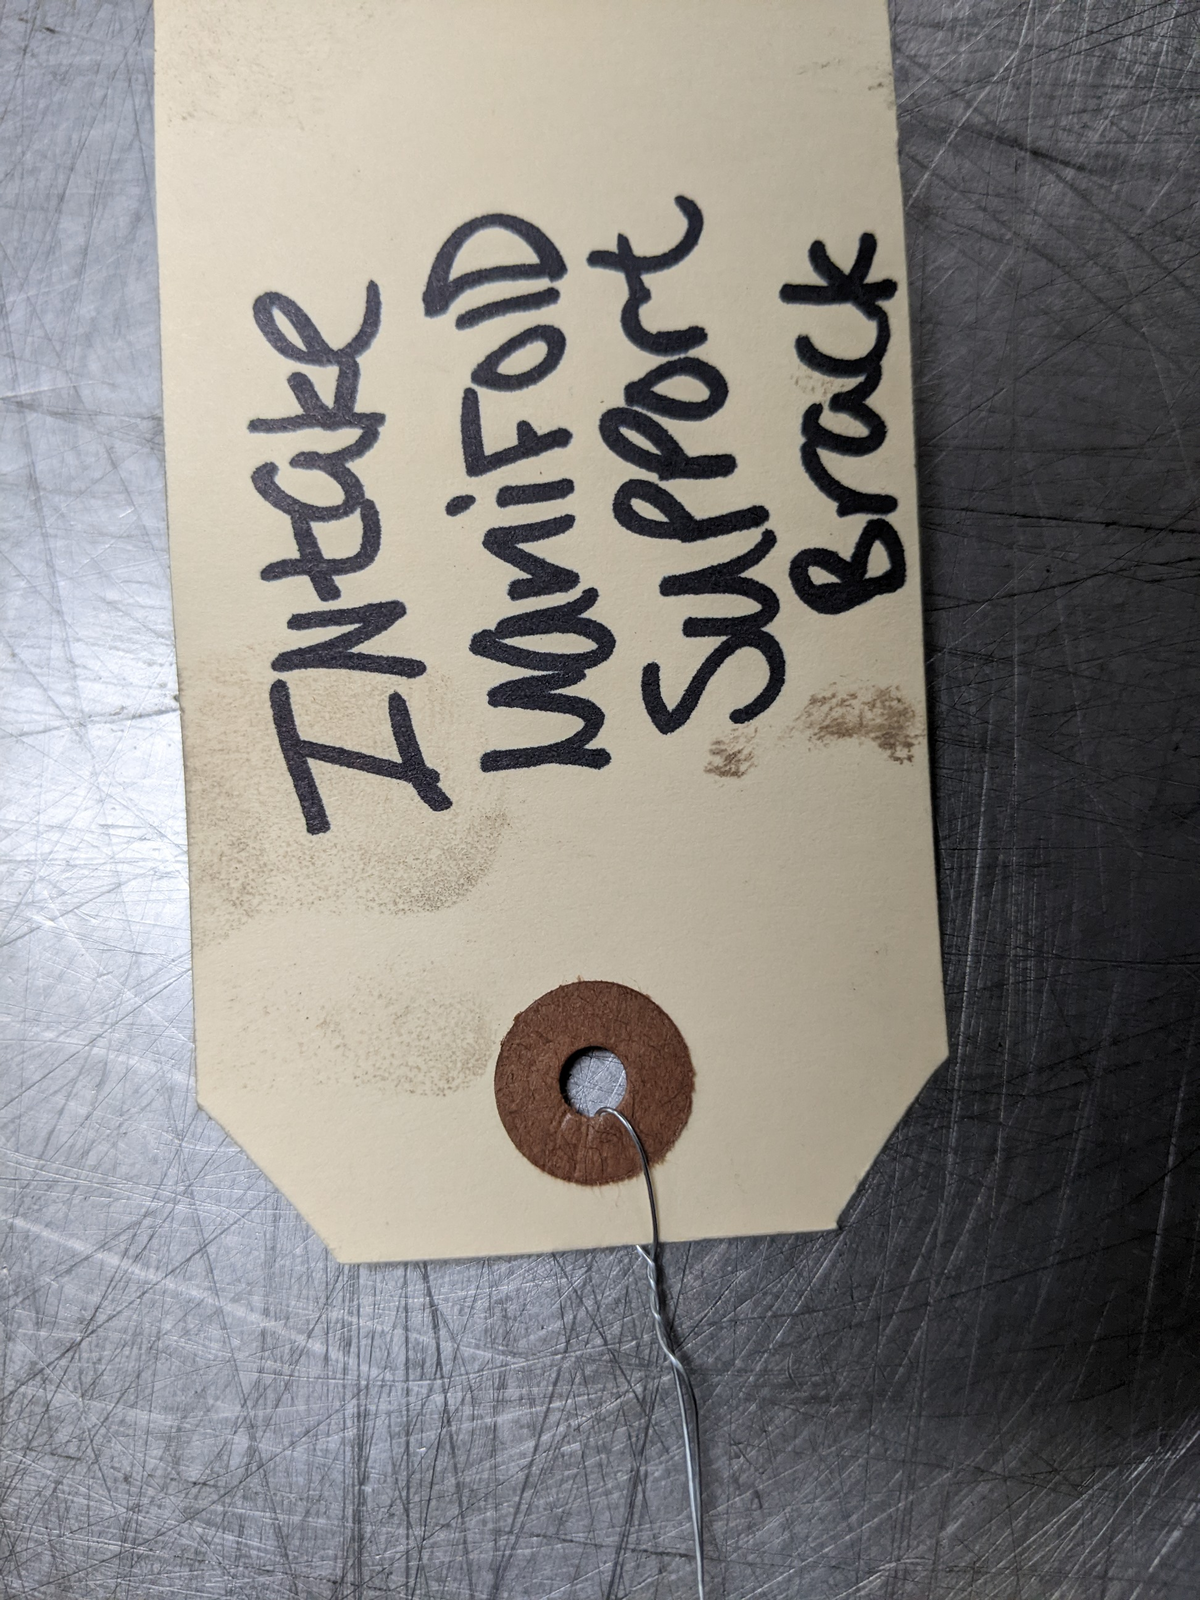 INtake
maniFolD
Support
Brack